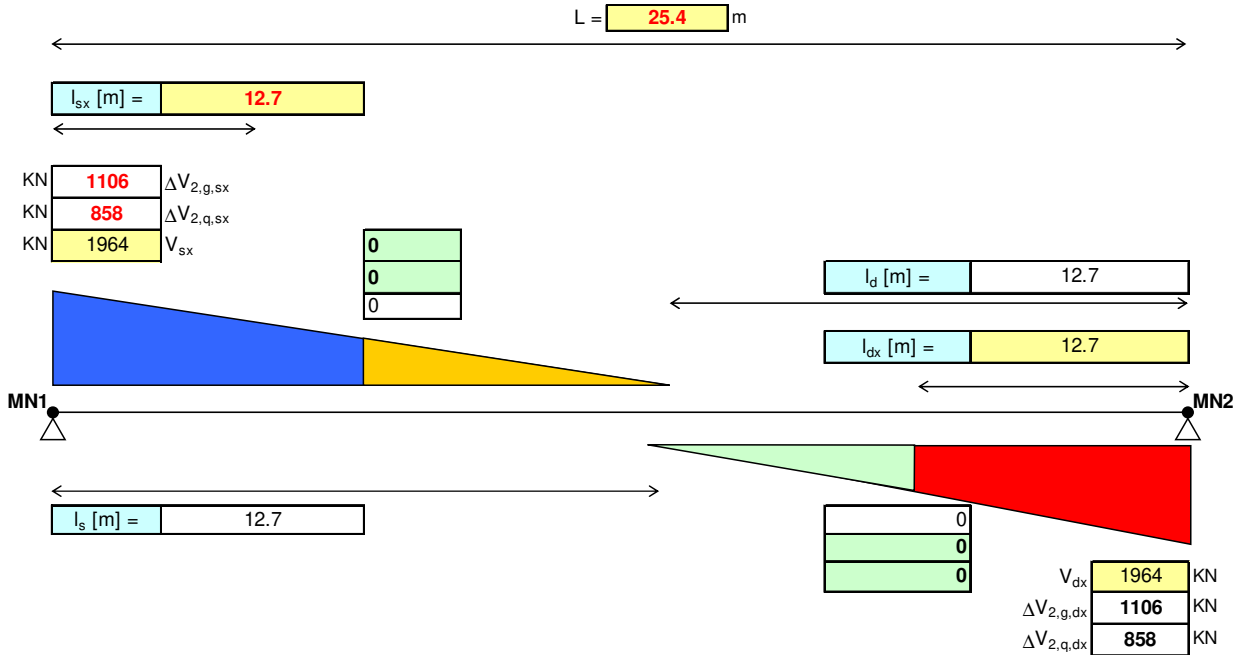 L = 25.4 m
lsx [m] = 12.7
KN 1106 ΔV2,g,sx
KN 858 ΔV2,q,sx
KN 1964 Vsx
0
0
0
ld [m] = 12.7
ldx [m] = 12.7
MN1 MN2
ls [m] = 12.7
0
0
0
Vdx 1964 KN
ΔV2,g,dx 1106 KN
ΔV2,q,dx 858 KN